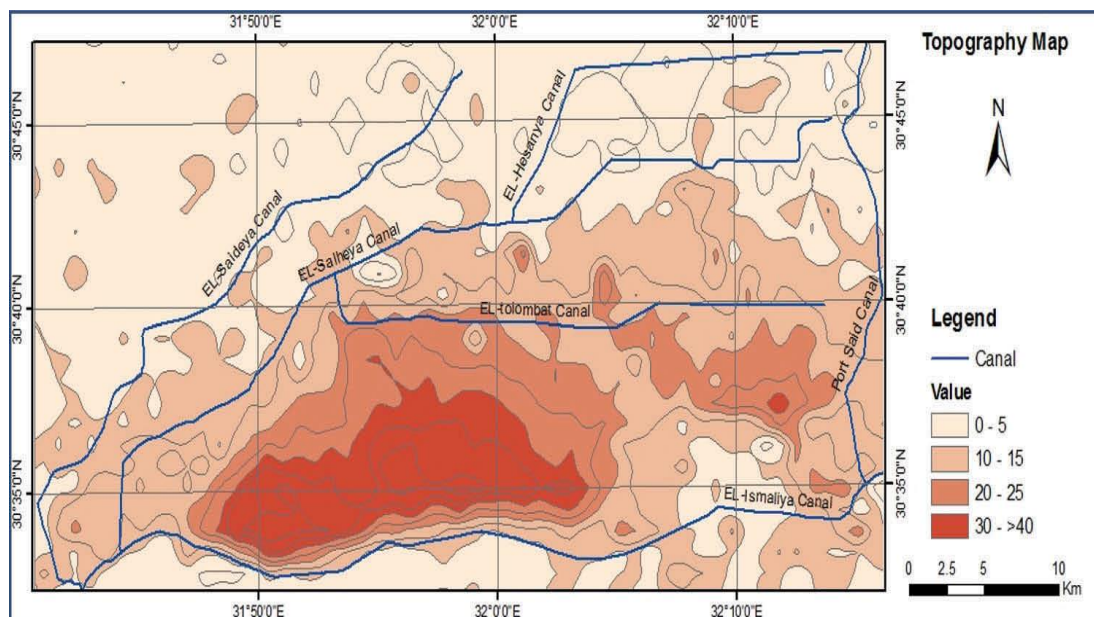 31°50'0"E 32°0'0"E 32°10'0"E
Topography Map
N
30°45'0"N
30°40'0"N
30°35'0"N
30°45'0"N
30°40'0"N
30°35'0"N
EL-Hesanya Canal
EL-Saideya Canal
EL-Salheya Canal
EL-tolombat Canal
Port Said Canal
EL-Ismaliya Canal
Legend
Canal
Value
0 - 5
10 - 15
20 - 25
30 - >40
0 2.5 5 10
Km
31°50'0"E 32°0'0"E 32°10'0"E